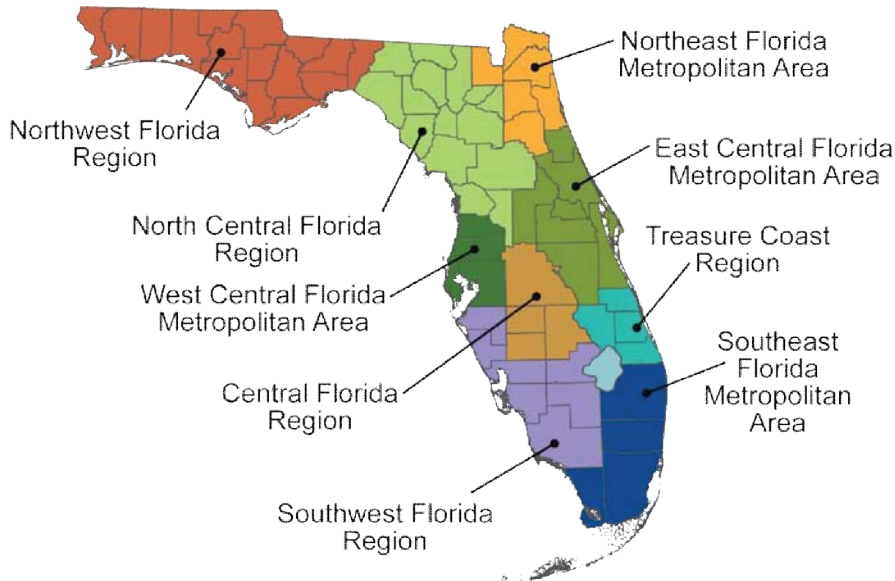 Northeast Florida
Metropolitan Area
Northwest Florida
Region
East Central Florida
Metropolitan Area
North Central Florida
Region
Treasure Coast
Region
West Central Florida
Metropolitan Area
Southeast
Florida
Metropolitan
Area
Central Florida
Region
Southwest Florida
Region